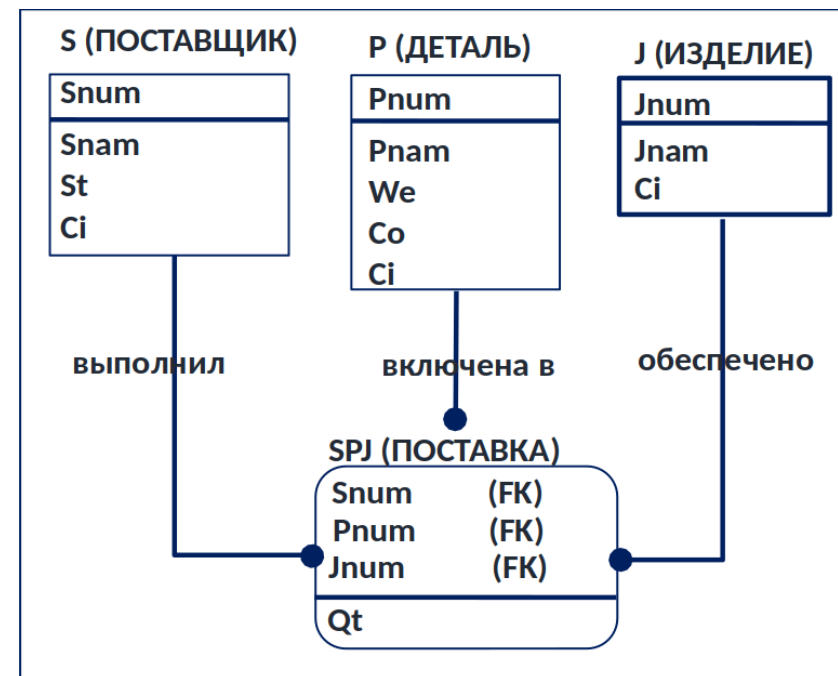 S (ПОСТАВЩИК)
Snum
Snam
St
Ci
P (ДЕТАЛЬ)
Pnum
Pnam
We
Co
Ci
J (ИЗДЕЛИЕ)
Jnum
Jnam
Ci
выполнил
включена в
обеспечено
SPJ (ПОСТАВКА)
Snum (FK)
Pnum (FK)
Jnum (FK)
Qt